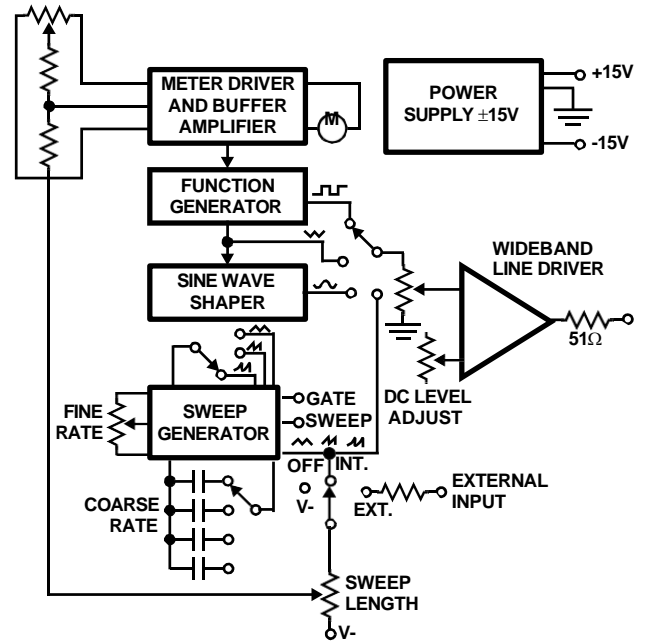 METER DRIVER
AND BUFFER
AMPLIFIER
M
POWER
SUPPLY ±15V
+15V
-15V
FUNCTION
GENERATOR
SINE WAVE
SHAPER
WIDEBAND
LINE DRIVER
51Ω
DC LEVEL
ADJUST
FINE
RATE
SWEEP
GENERATOR
GATE
SWEEP
OFF
INT.
V-
EXT.
EXTERNAL
INPUT
COARSE
RATE
SWEEP
LENGTH
V-